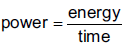 power = energy / time